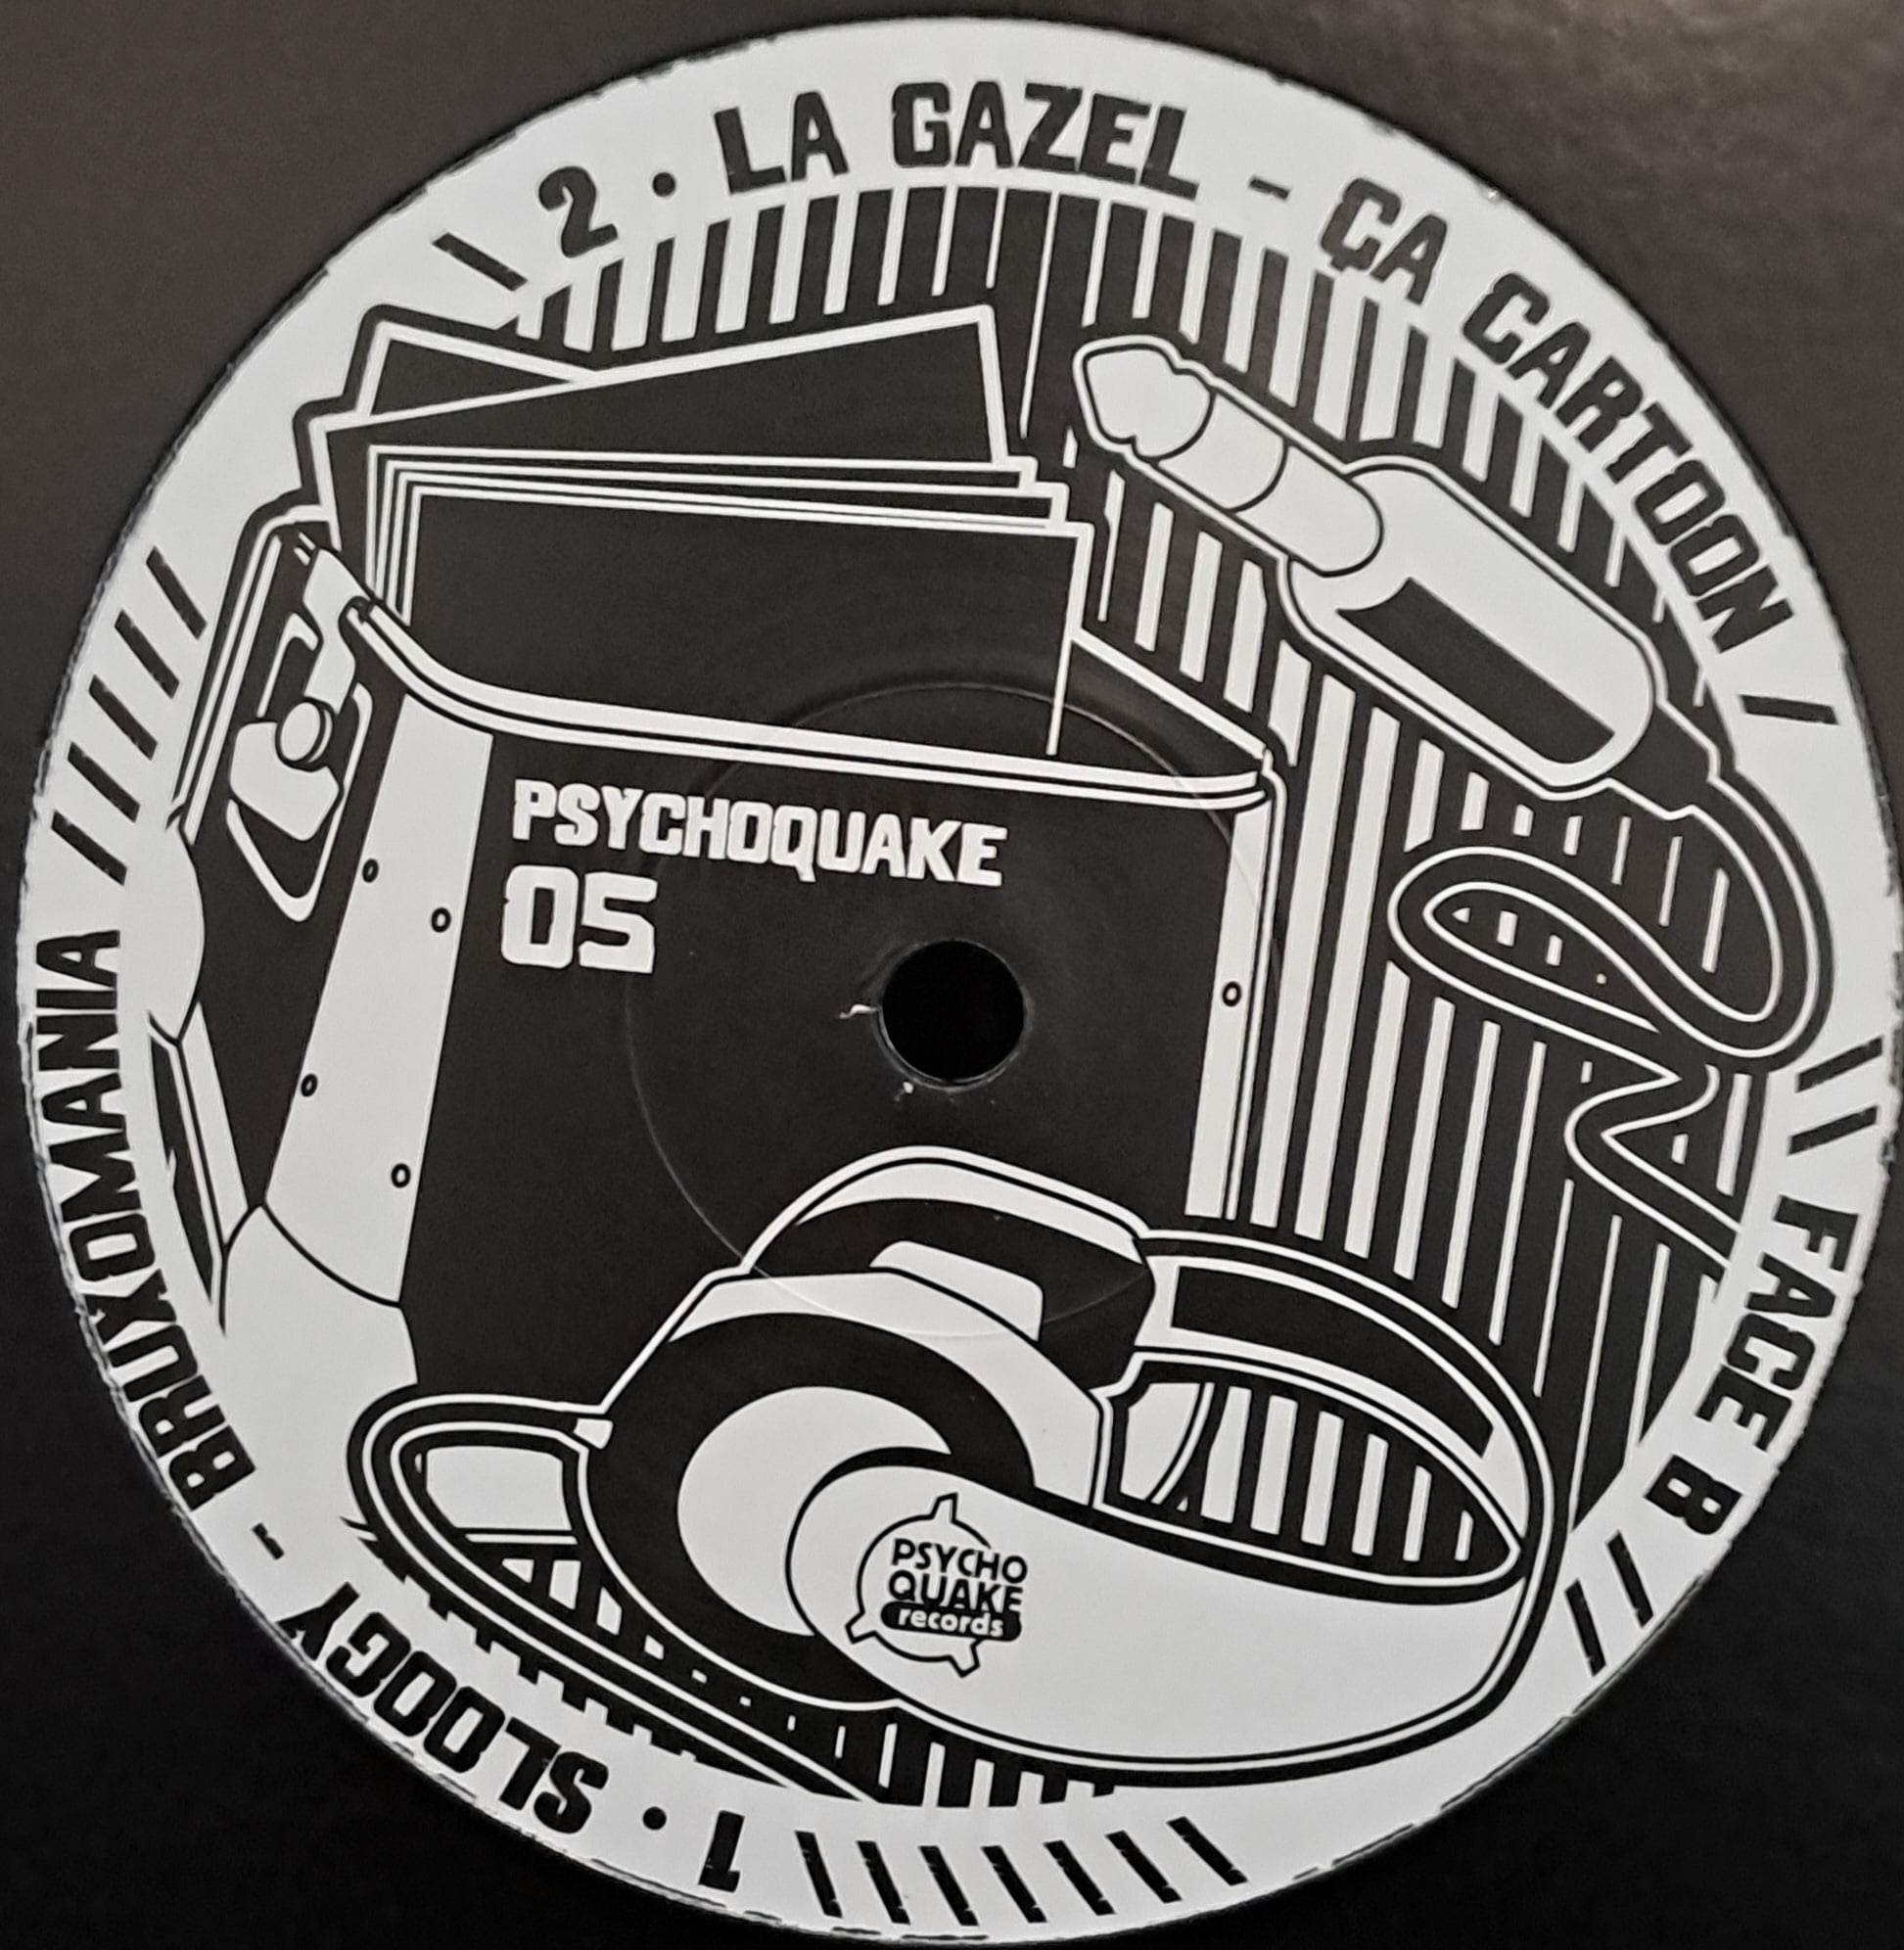 FACE B
1 • SLOOGY - BRUXOMANIA
2 • LA GAZEL - ÇA CARTOON
PSYCHOQUAKE
05
PSYCHO
QUAKE
records